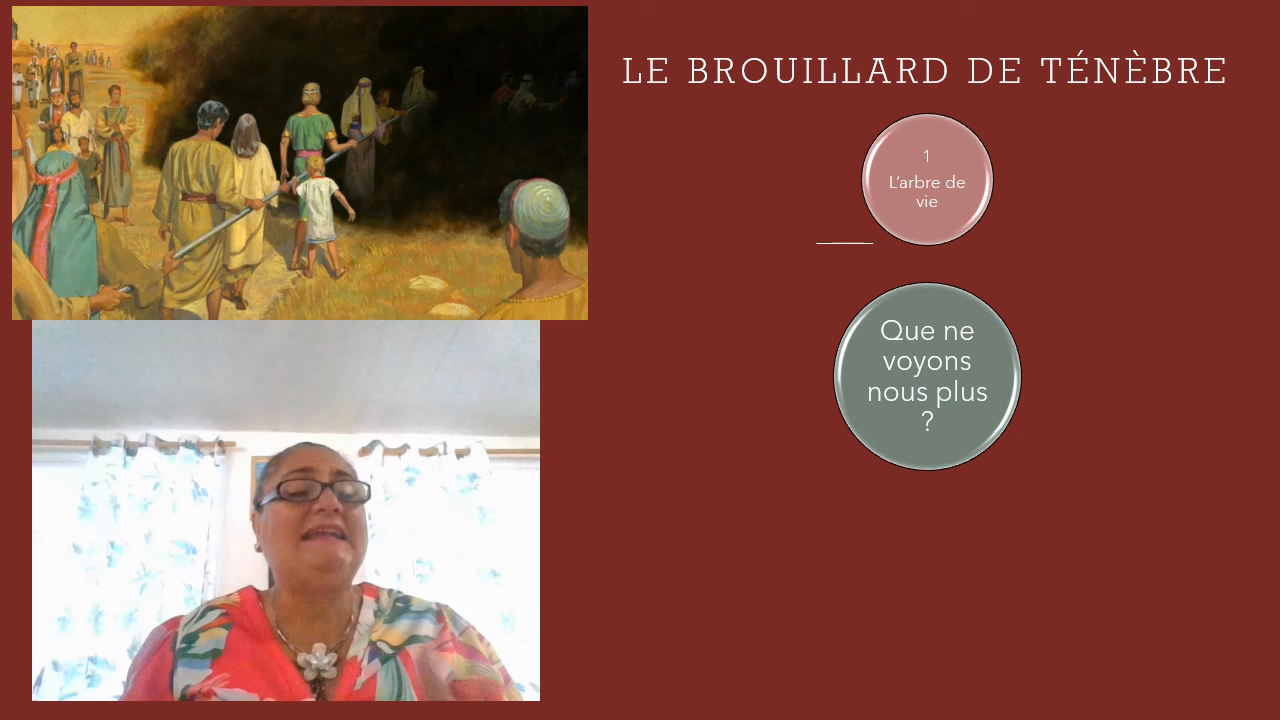 LE BROUILLARD DE TÉNÈBRE
1
L'arbre de
vie
Que ne
voyons
nous plus
?